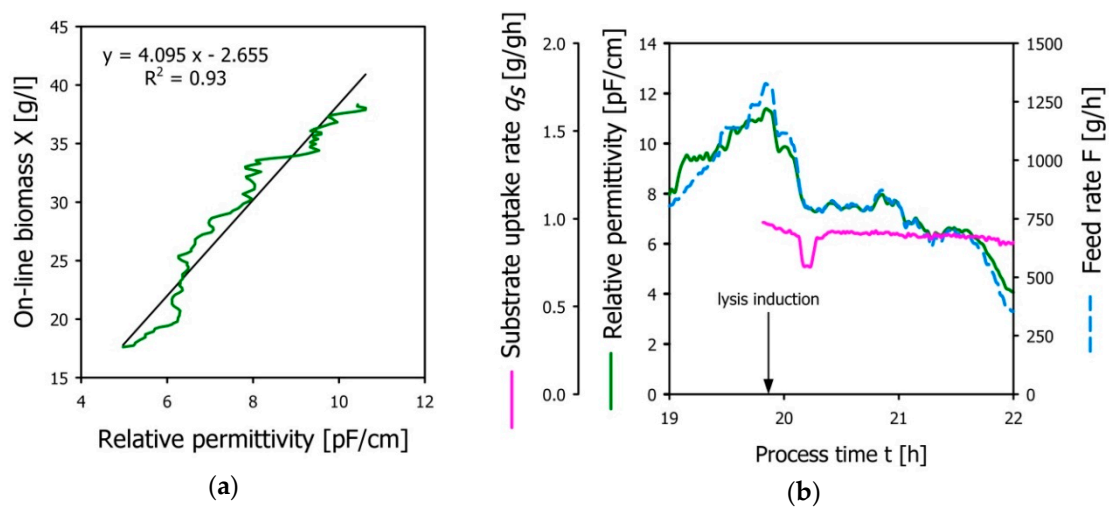 On-line biomass X [g/l]
45
40
35
30
25
20
15
y = 4.095 x - 2.655
R² = 0.93
4 6 8 10 12
Relative permittivity [pF/cm]
(a)
Substrate uptake rate qS [g/gh]
2.0
1.5
1.0
0.5
0.0
Relative permittivity [pF/cm]
14
12
10
8
6
4
2
0
lysis induction
1500
1250
1000
750
500
250
0
Feed rate F [g/h]
19 20 21 22
Process time t [h]
(b)